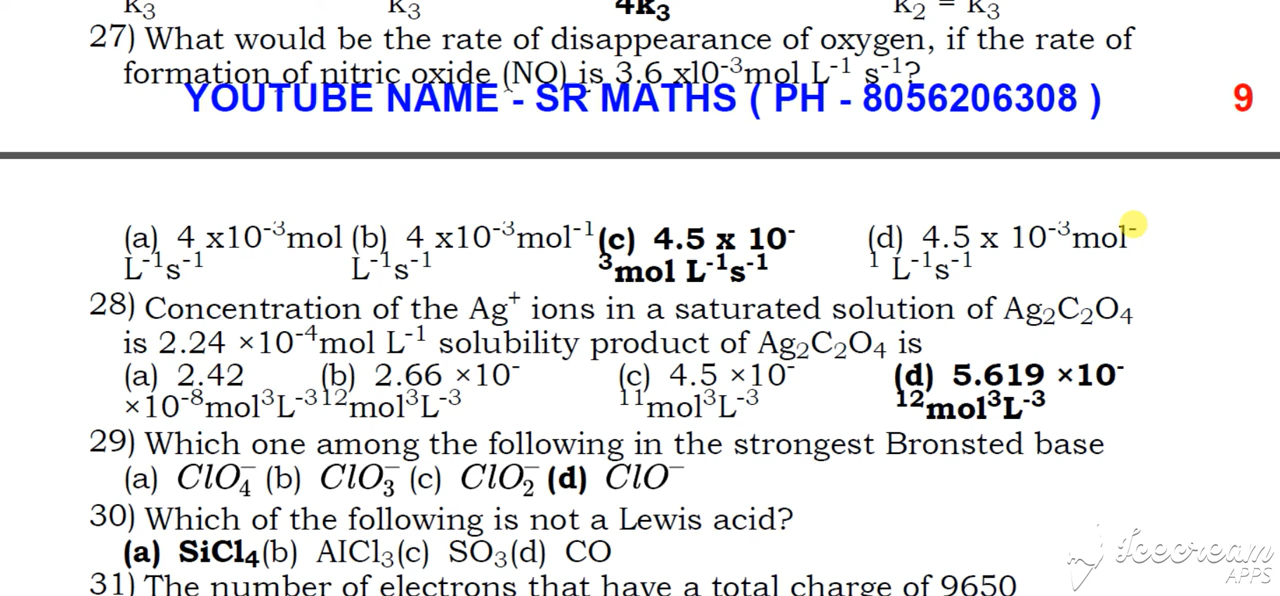 K₃ K₃ 4k₃ K₂ = K₃
27) What would be the rate of disappearance of oxygen, if the rate of
formation of nitric oxide (NO) is 3.6 x10⁻³mol L⁻¹ s⁻¹?
YOUTUBE NAME - SR MATHS ( PH - 8056206308 ) 9
(a) 4 x10⁻³mol (b) 4 x10⁻³mol⁻¹ (c) 4.5 x 10⁻ (d) 4.5 x 10⁻³mol⁻
L⁻¹s⁻¹ L⁻¹s⁻¹ ³mol L⁻¹s⁻¹ ¹ L⁻¹s⁻¹
28) Concentration of the Ag⁺ ions in a saturated solution of Ag₂C₂O₄
is 2.24 ×10⁻⁴mol L⁻¹ solubility product of Ag₂C₂O₄ is
(a) 2.42 (b) 2.66 ×10⁻ (c) 4.5 ×10⁻ (d) 5.619 ×10⁻
×10⁻⁸mol³L⁻³ ¹²mol³L⁻³ ¹¹mol³L⁻³ ¹²mol³L⁻³
29) Which one among the following in the strongest Bronsted base
(a) ClO₄⁻ (b) ClO₃⁻ (c) ClO₂⁻ (d) ClO⁻
30) Which of the following is not a Lewis acid?
(a) SiCl₄(b) AICl₃(c) SO₃(d) CO
Icecream
APPS
31) The number of electrons that have a total charge of 9650